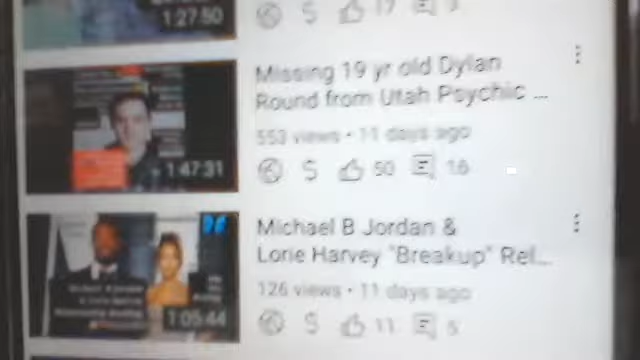 1:27:50
$ 17
Missing 19 yr old Dylan
Round from Utah Psychic ...
553 views • 11 days ago
1:47:31
$ 50 16
Michael B Jordan &
Lorie Harvey "Breakup" Rel...
126 views • 11 days ago
1:05:44
$ 11 5